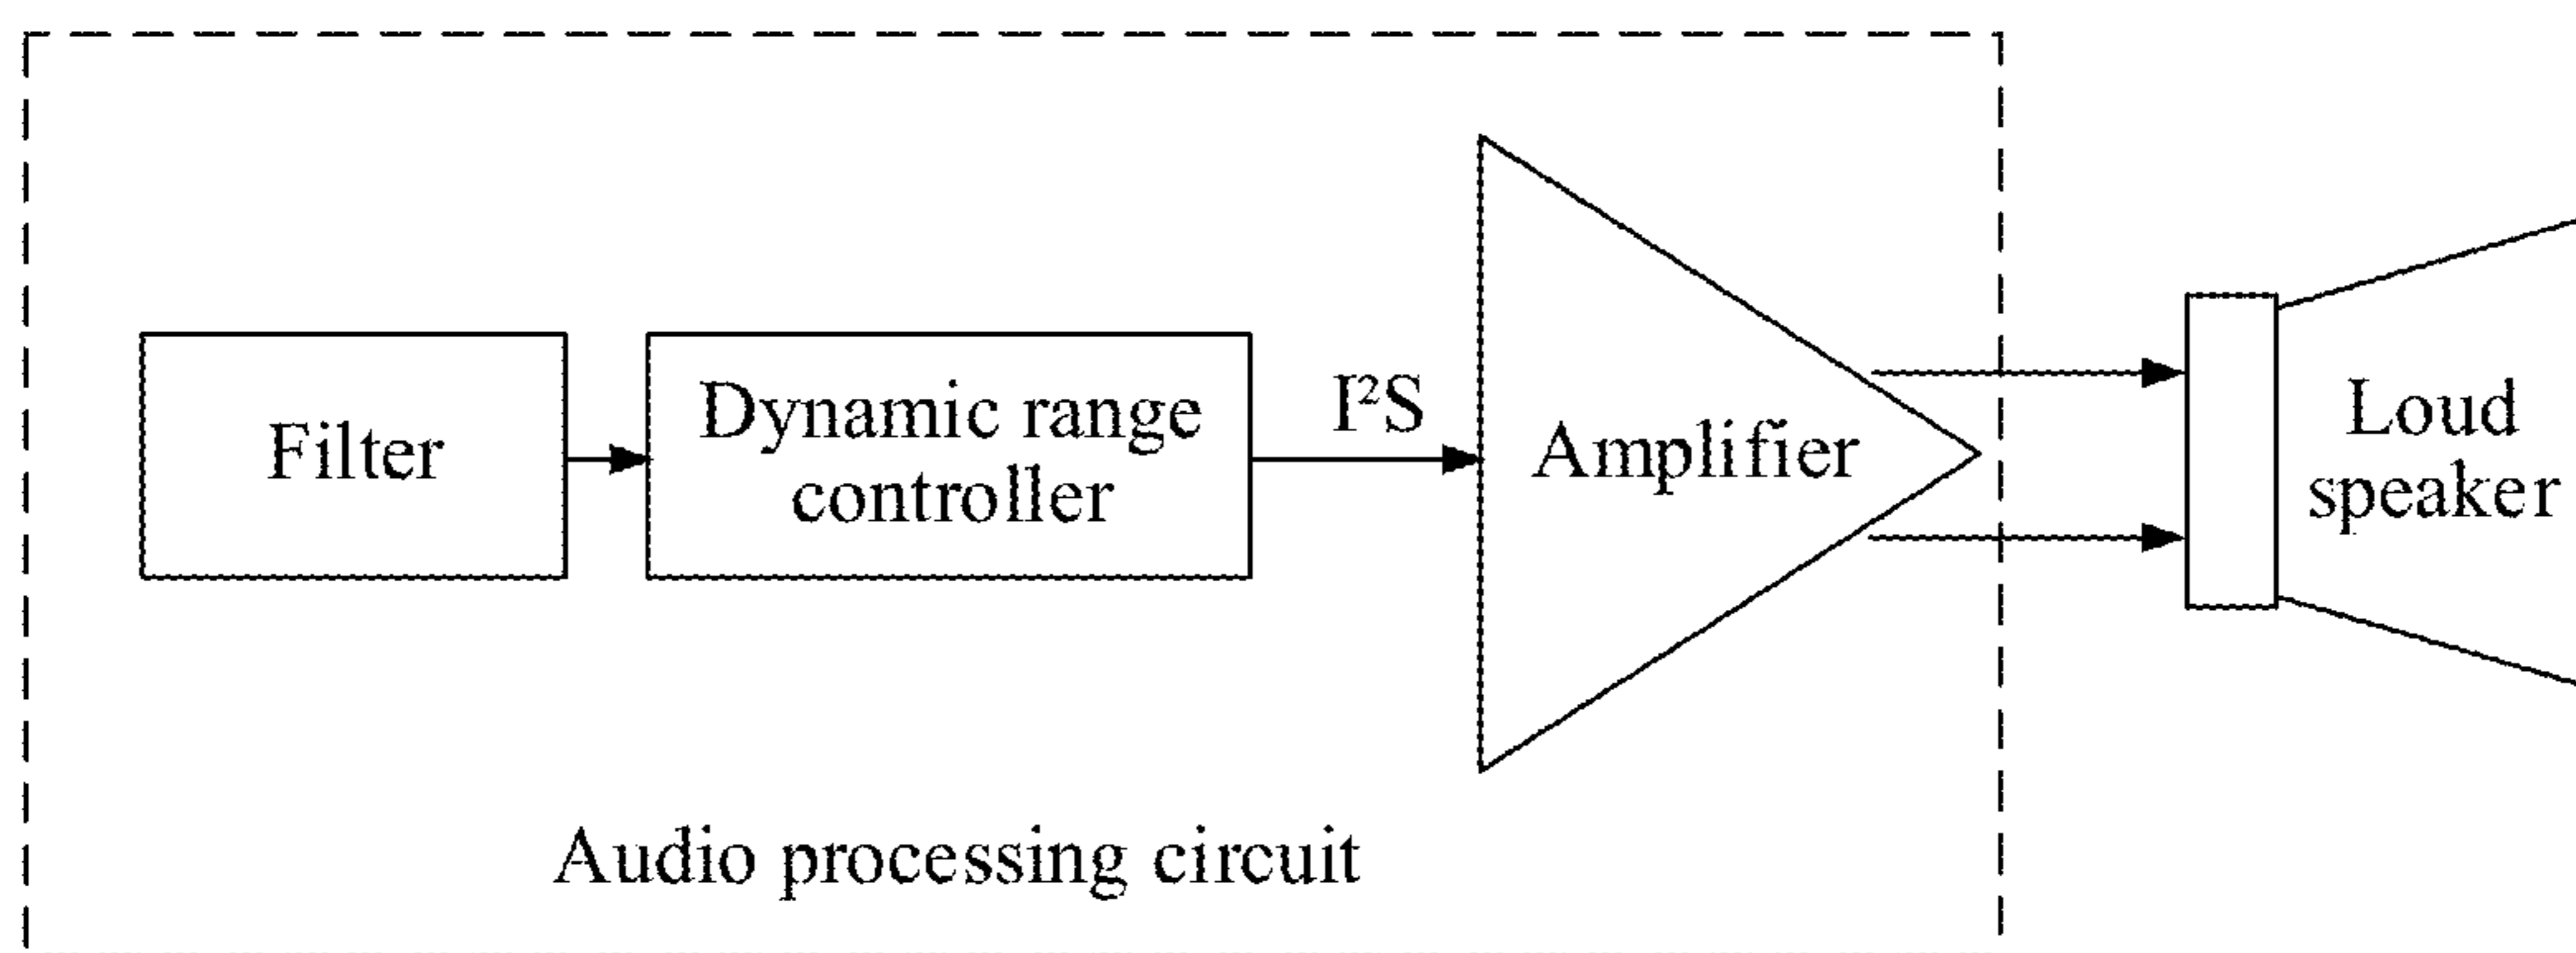 Filter
Dynamic range
controller
I²S
Amplifier
Loud
speaker
Audio processing circuit